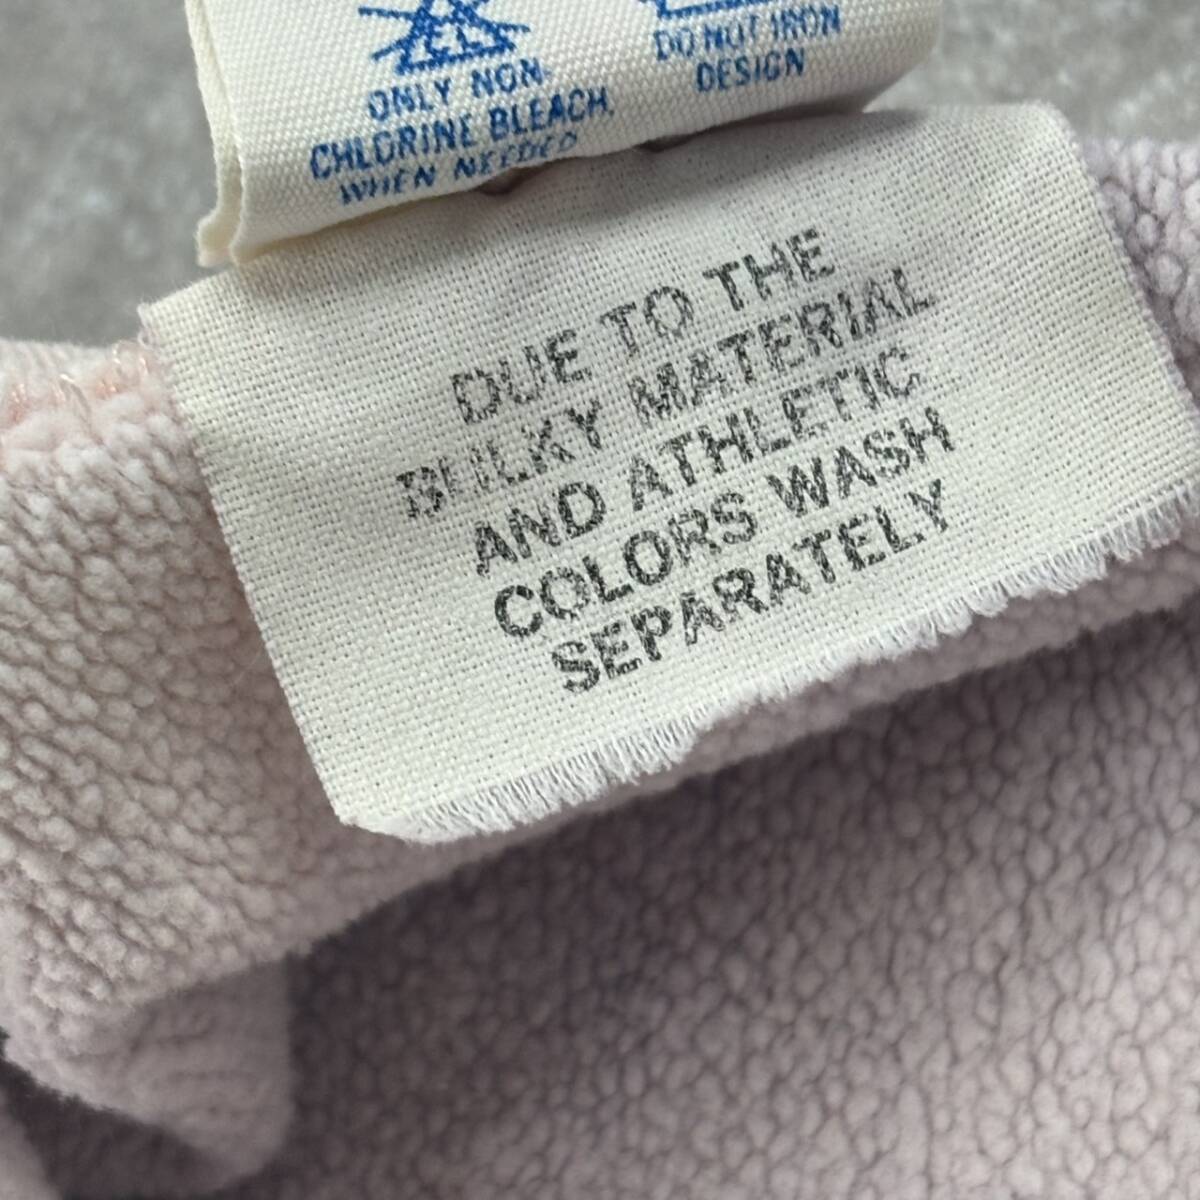 ONLY NON-
CHLORINE BLEACH,
WHEN NEEDED
DO NOT IRON
DESIGN
DUE TO THE
BULKY MATERIAL
AND ATHLETIC
COLORS WASH
SEPARATELY